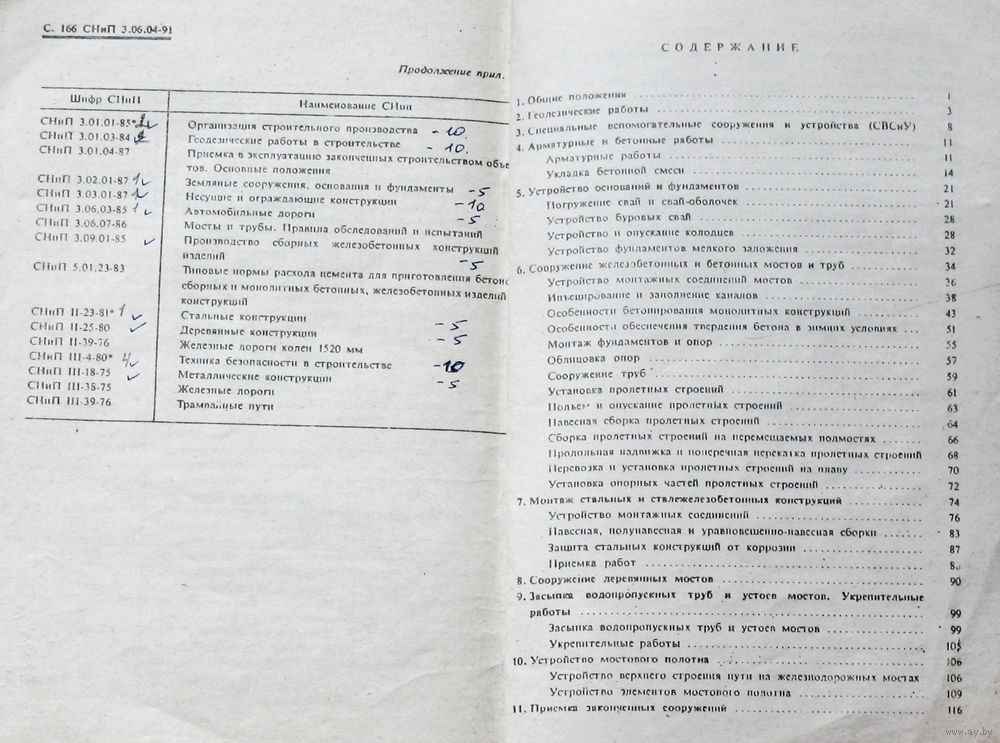 С. 166 СНиП 3.06.04-91
Продолжение прил.
Шифр СНиП
Наименование СНип
СНиП 3.01.01-85*
Организация строительного производства - 10.
СНиП 3.01.03-84
Геодезические работы в строительстве - 10.
СНиП 3.01.04-87
Приемка в эксплуатацию законченных строительством объе
тов. Основные положения
СНиП 3.02.01-87 1
Земляные сооружения, основания и фундаменты - 5
СНиП 3.03.01-87
Несущие и ограждающие конструкции - 10
СНиП 3.06.03-85 1
Автомобильные дороги - 5
СНиП 3.06.07-86
Мосты и трубы. Правила обследований и испытаний
СНиП 3.09.01-85
Производство сборных железобетонных конструкций
изделий - 5
СНиП 5.01.23-83
Типовые нормы расхода цемента для приготовления бетонс
сборных и монолитных бетонных, железобетонных изделий
конструкций
СНиП II-23-81* 1
Стальные конструкции - 5
СНиП II-25-80
Деревянные конструкции - 5
СНиП II-39-76
Железные дороги колеи 1520 мм
СНиП III-4-80* 4
Техника безопасности в строительстве - 10
СНиП III-18-75
Металлические конструкции - 5
СНиП III-38-75
Железные дороги
СНиП III-39-76
Трамвайные пути
СОДЕРЖАНИЕ
1. Общие положения 1
2. Геодезические работы 3
3. Специальные вспомогательные сооружения и устройства (СВСиУ) 8
4. Арматурные и бетонные работы 11
Арматурные работы 11
Укладка бетонной смеси 14
5. Устройство оснований и фундаментов 21
Погружение свай и свай-оболочек 21
Устройство буровых свай 28
Устройство и опускание колодцев 28
Устройство фундаментов мелкого заложения 32
6. Сооружение железобетонных и бетонных мостов и труб 34
Устройство монтажных соединений мостов 36
Инъецирование и заполнение каналов 38
Особенности бетонирования монолитных конструкций 43
Особенности обеспечения твердения бетона в зимних условиях 51
Монтаж фундаментов и опор 55
Облицовка опор 57
Сооружение труб 59
Установка пролетных строений 61
Подъем и опускание пролетных строений 63
Навесная сборка пролетных строений 64
Сборка пролетных строений на перемещаемых подмостях 66
Продольная надвижка и поперечная перекатка пролетных строений 68
Перевозка и установка пролетных строений на плаву 70
Установка опорных частей пролетных строений 72
7. Монтаж стальных и сталежелезобетонных конструкций 74
Устройство монтажных соединений 76
Навесная, полунавесная и уравновешенно-навесная сборки 83
Защита стальных конструкций от коррозии 87
Приемка работ
8. Сооружение деревянных мостов 90
9. Засыпка водопропускных труб и устоев мостов. Укрепительные
работы 99
Засыпка водопропускных труб и устоев мостов 99
Укрепительные работы 105
10. Устройство мостового полотна 106
Устройство верхнего строения пути на железнодорожных мостах 106
Устройство элементов мостового полотна 109
11. Приемка законченных сооружений 116
www.ay.by